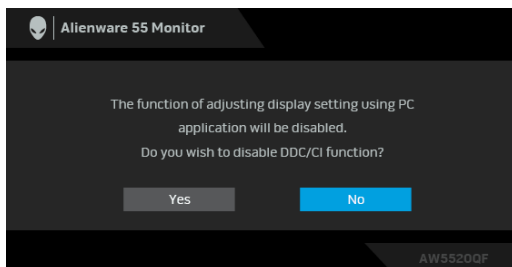 Alienware 55 Monitor
The function of adjusting display setting using PC
application will be disabled.
Do you wish to disable DDC/CI function?
Yes No
AW5520QF